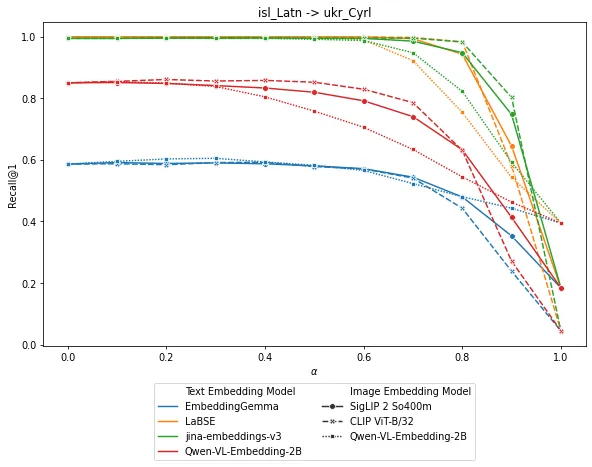 isl_Latn -> ukr_Cyrl
Recall@1
1.0
0.8
0.6
0.4
0.2
0.0
0.0 0.2 0.4 0.6 0.8 1.0
α
Text Embedding Model
EmbeddingGemma
LaBSE
jina-embeddings-v3
Qwen-VL-Embedding-2B
Image Embedding Model
SigLIP 2 So400m
CLIP ViT-B/32
Qwen-VL-Embedding-2B